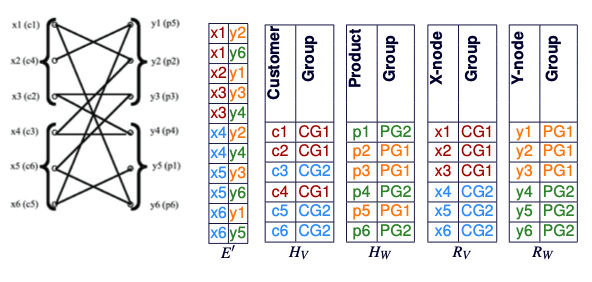 x1 (c1) y1 (p5)
x2 (c4) y2 (p2)
x3 (c2) y3 (p3)
x4 (c3) y4 (p4)
x5 (c6) y5 (p1)
x6 (c5) y6 (p6)
x1 y2
x1 y6
x2 y1
x3 y3
x3 y4
x4 y2
x4 y4
x5 y3
x5 y6
x6 y1
x6 y5
E'
Customer Group
c1 CG1
c2 CG1
c3 CG2
c4 CG1
c5 CG2
c6 CG2
H_V
Product Group
p1 PG2
p2 PG1
p3 PG1
p4 PG2
p5 PG1
p6 PG2
H_W
X-node Group
x1 CG1
x2 CG1
x3 CG1
x4 CG2
x5 CG2
x6 CG2
R_V
Y-node Group
y1 PG1
y2 PG1
y3 PG1
y4 PG2
y5 PG2
y6 PG2
R_W